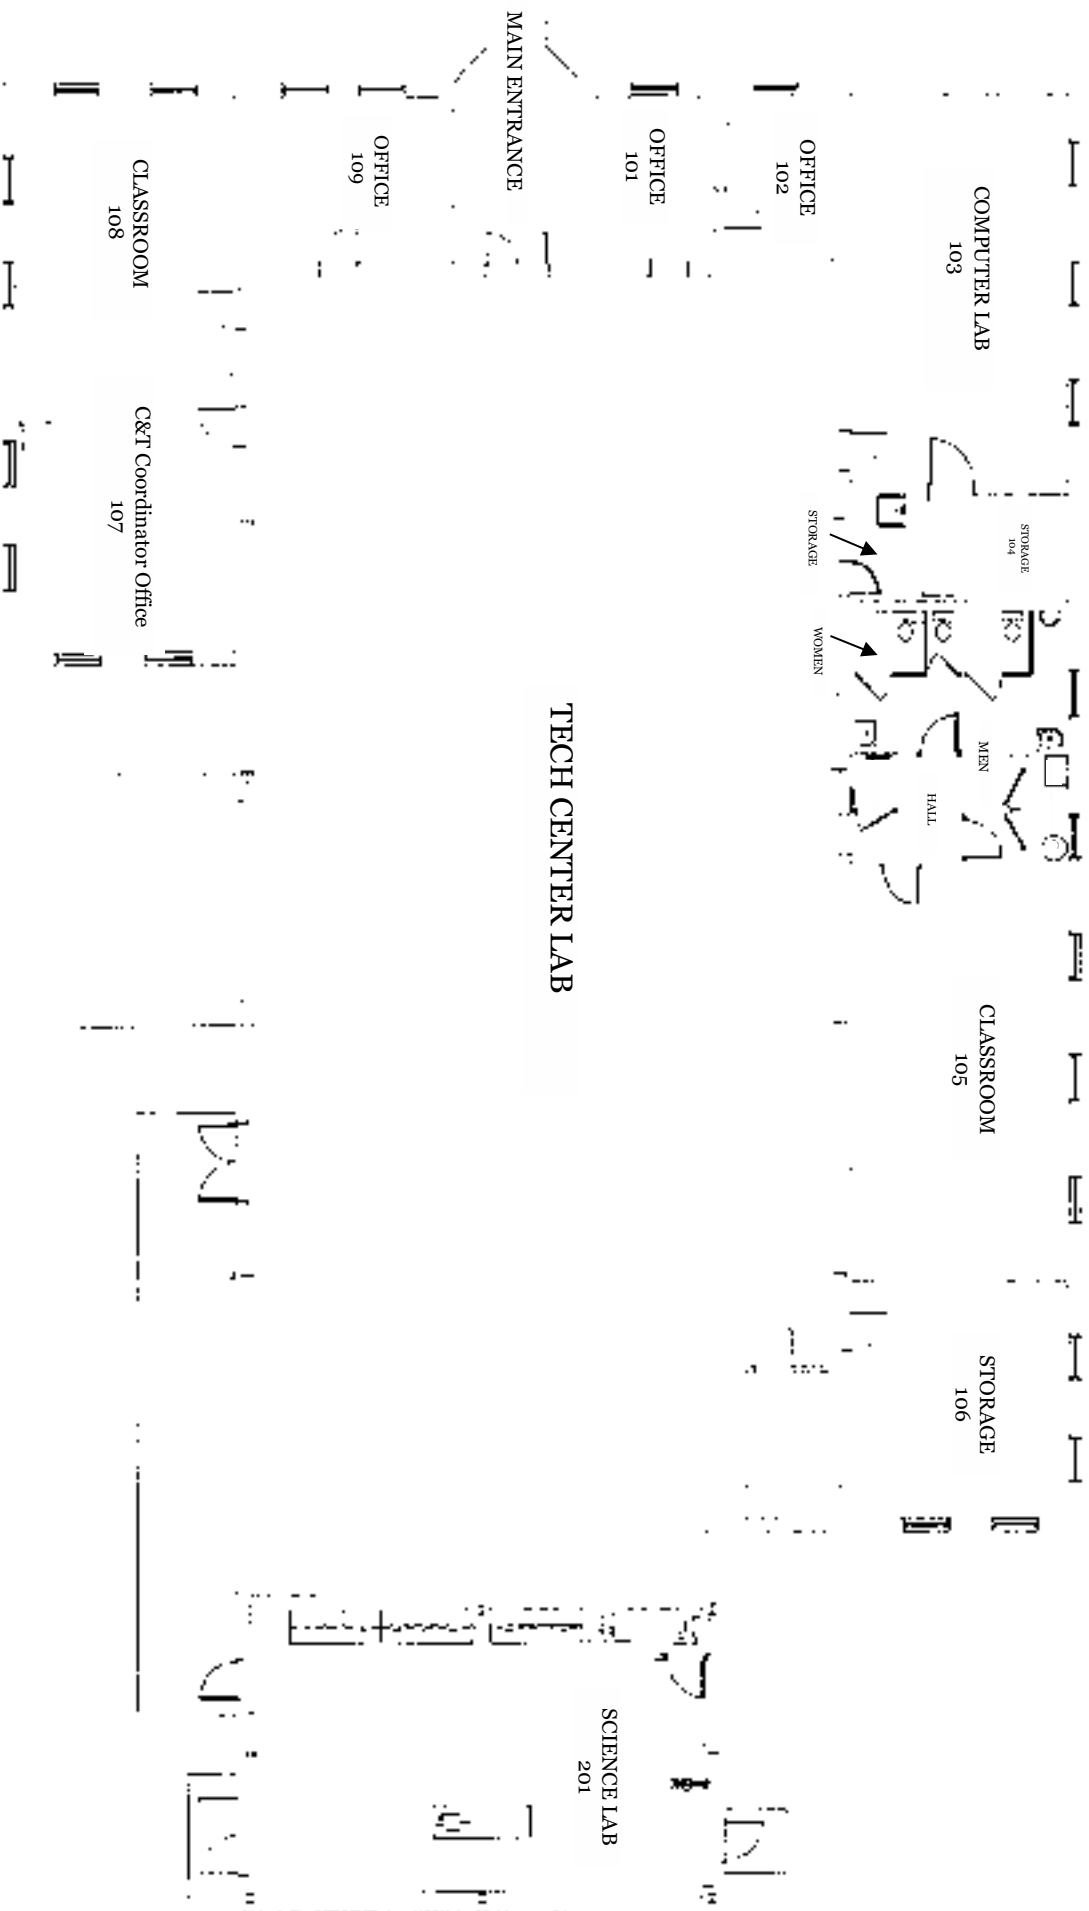 MAIN ENTRANCE
OFFICE
102
OFFICE
101
OFFICE
109
CLASSROOM
108
COMPUTER LAB
103
C&T Coordinator Office
107
STORAGE
104
STORAGE
WOMEN
MEN
HALL
TECH CENTER LAB
CLASSROOM
105
STORAGE
106
SCIENCE LAB
201